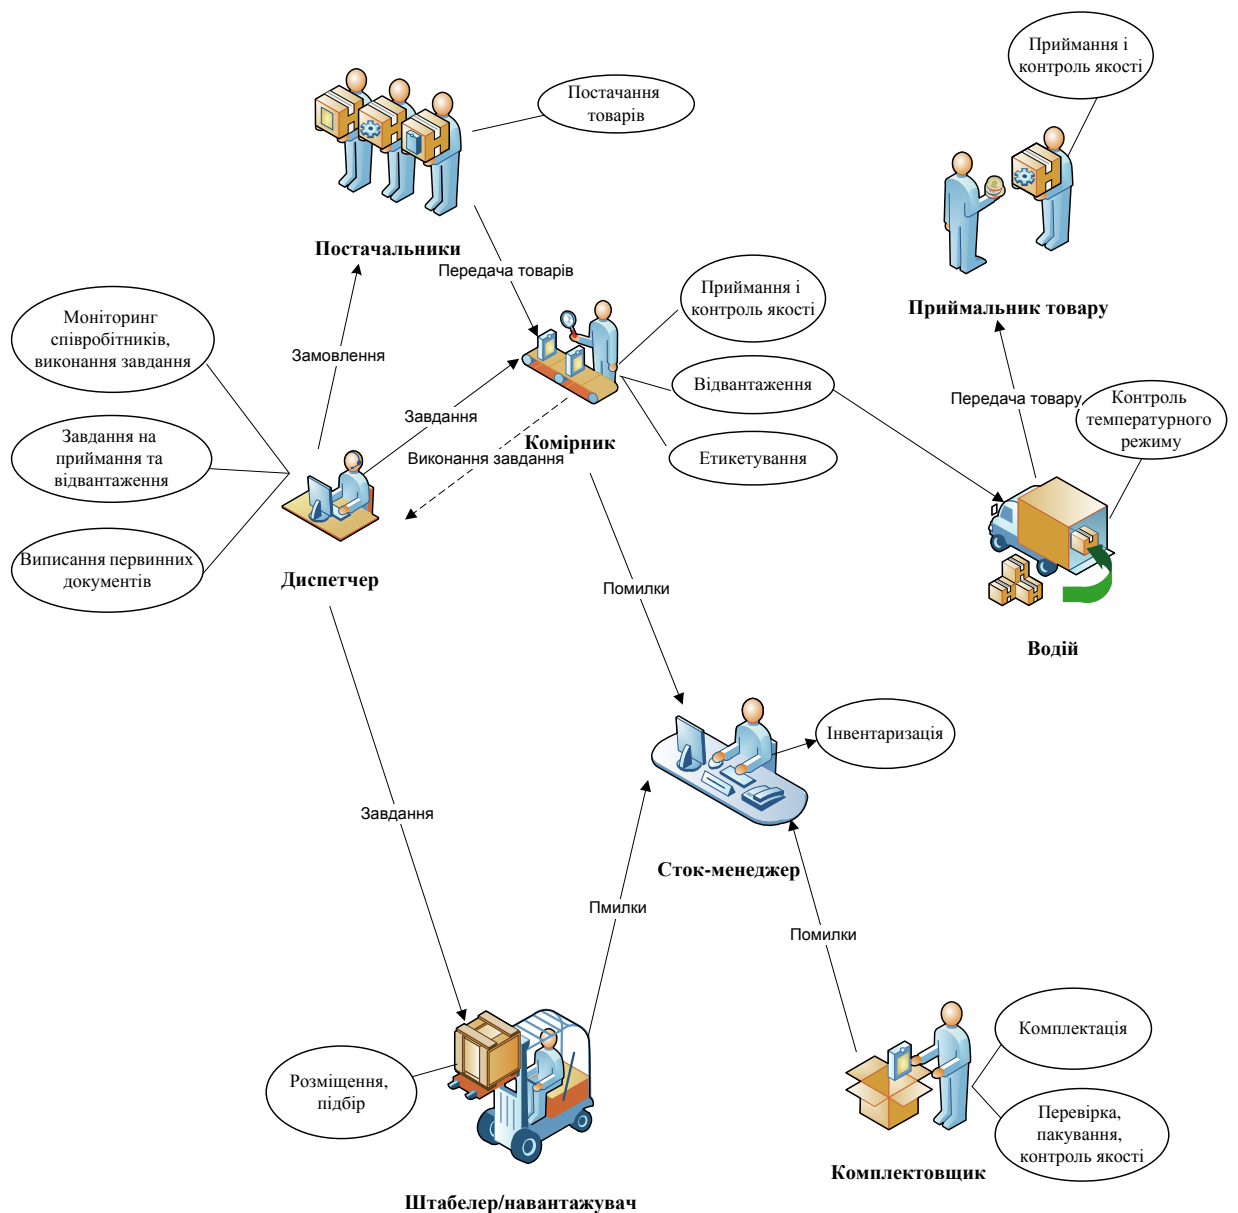 Приймання і
контроль якості
Постачання
товарів
Постачальники
Передача товарів
Приймання і
контроль якості
Приймальник товару
Моніторинг
співробітників,
виконання завдання
Замовлення
Відвантаження
Передача товару
Контроль
температурного
режиму
Завдання
Комірник
Виконання завдання
Етикетування
Завдання на
приймання та
відвантаження
Виписання первинних
документів
Диспетчер
Помилки
Водій
Інвентаризація
Завдання
Сток-менеджер
Пмилки
Помилки
Розміщення,
підбір
Комплектація
Перевірка,
пакування,
контроль якості
Комплектовщик
Штабелер/навантажувач